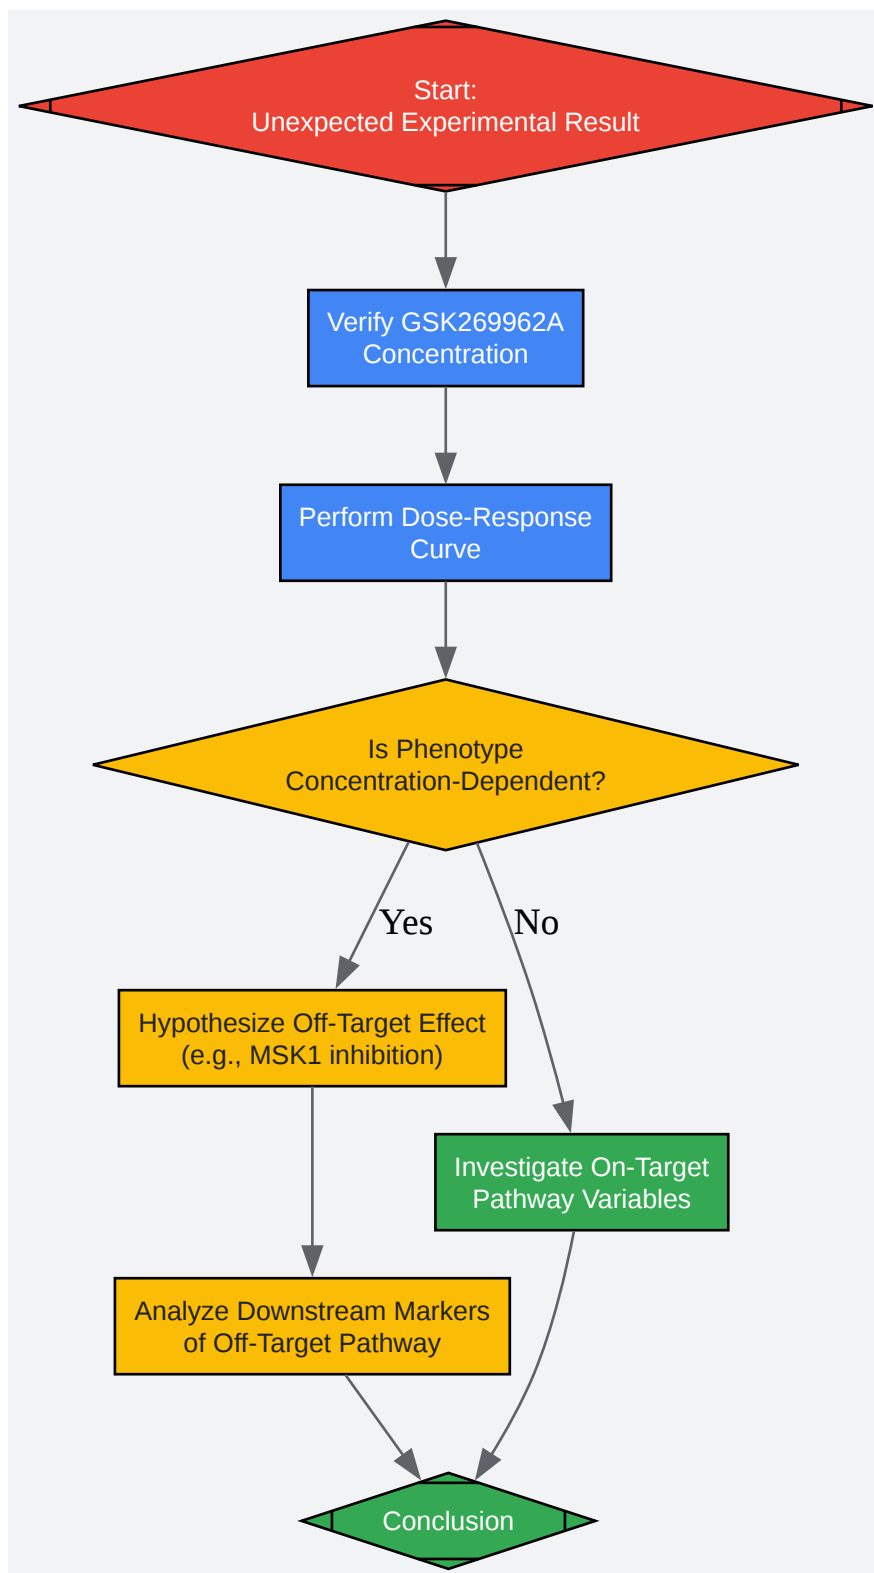 Start:
Unexpected Experimental Result
Verify GSK269962A
Concentration
Perform Dose-Response
Curve
Is Phenotype
Concentration-Dependent?
Yes
No
Hypothesize Off-Target Effect
(e.g., MSK1 inhibition)
Investigate On-Target
Pathway Variables
Analyze Downstream Markers
of Off-Target Pathway
Conclusion